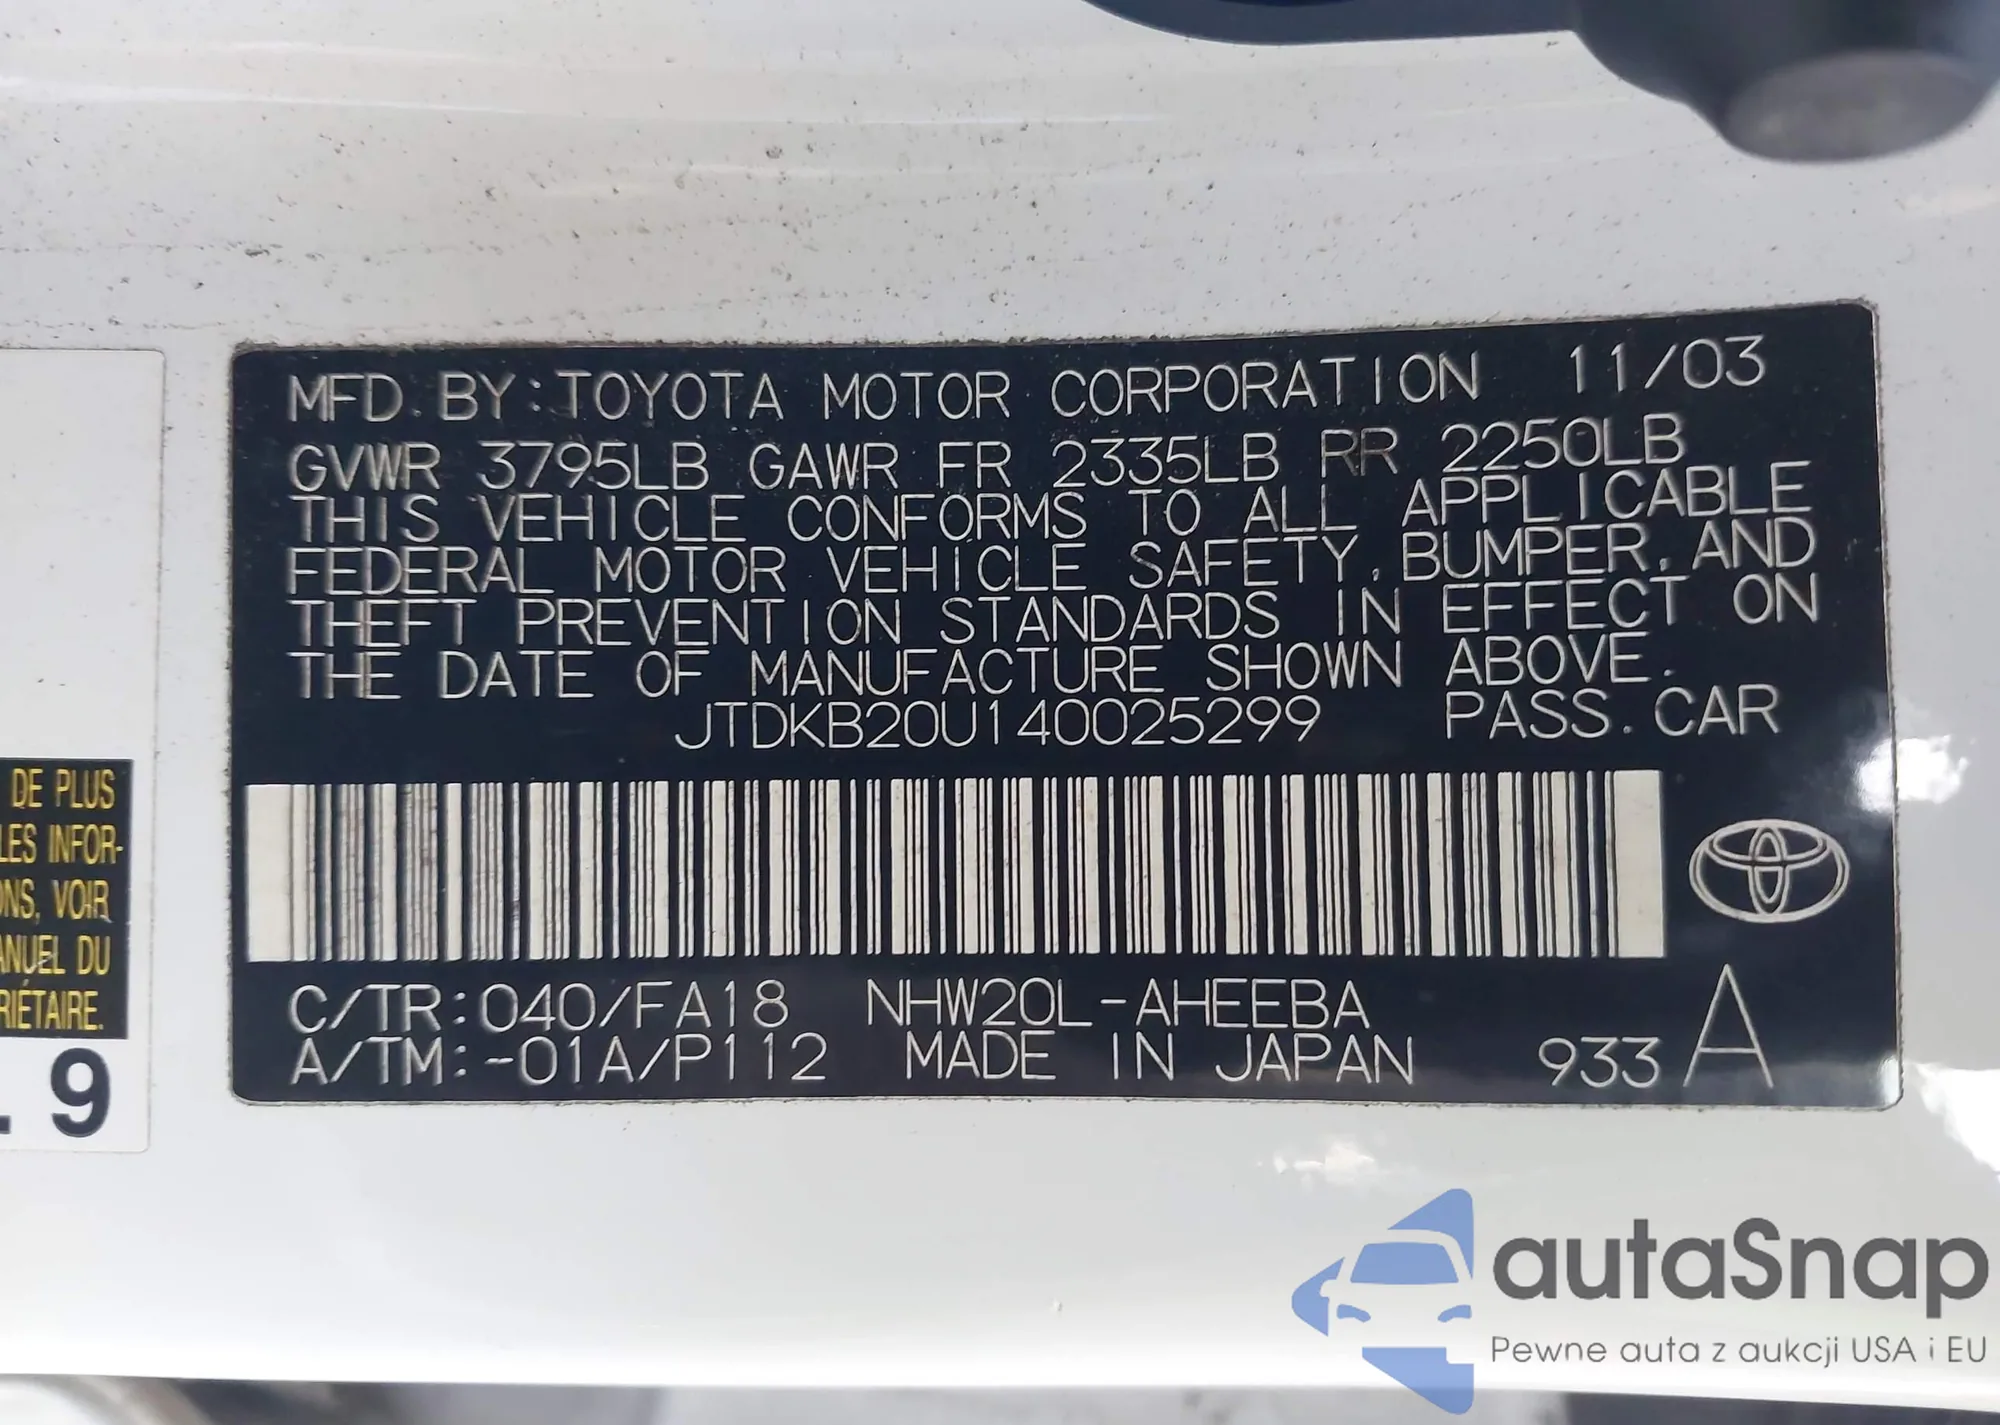 MFD. BY: TOYOTA MOTOR CORPORATION 11/03
GVWR 3795LB GAWR FR 2335LB RR 2250LB
THIS VEHICLE CONFORMS TO ALL APPLICABLE
FEDERAL MOTOR VEHICLE SAFETY, BUMPER, AND
THEFT PREVENTION STANDARDS IN EFFECT ON
THE DATE OF MANUFACTURE SHOWN ABOVE.
JTDKB20U140025299 PASS. CAR
C/TR: 040/FA18 NHW20L-AHEEBA
A/TM: -01A/P112 MADE IN JAPAN 933 A
DE PLUS
LES INFOR-
ONS, VOIR
ANUEL DU
RIÉTAIRE.
. 9
autaSnap
Pewne auta z aukcji USA i EU